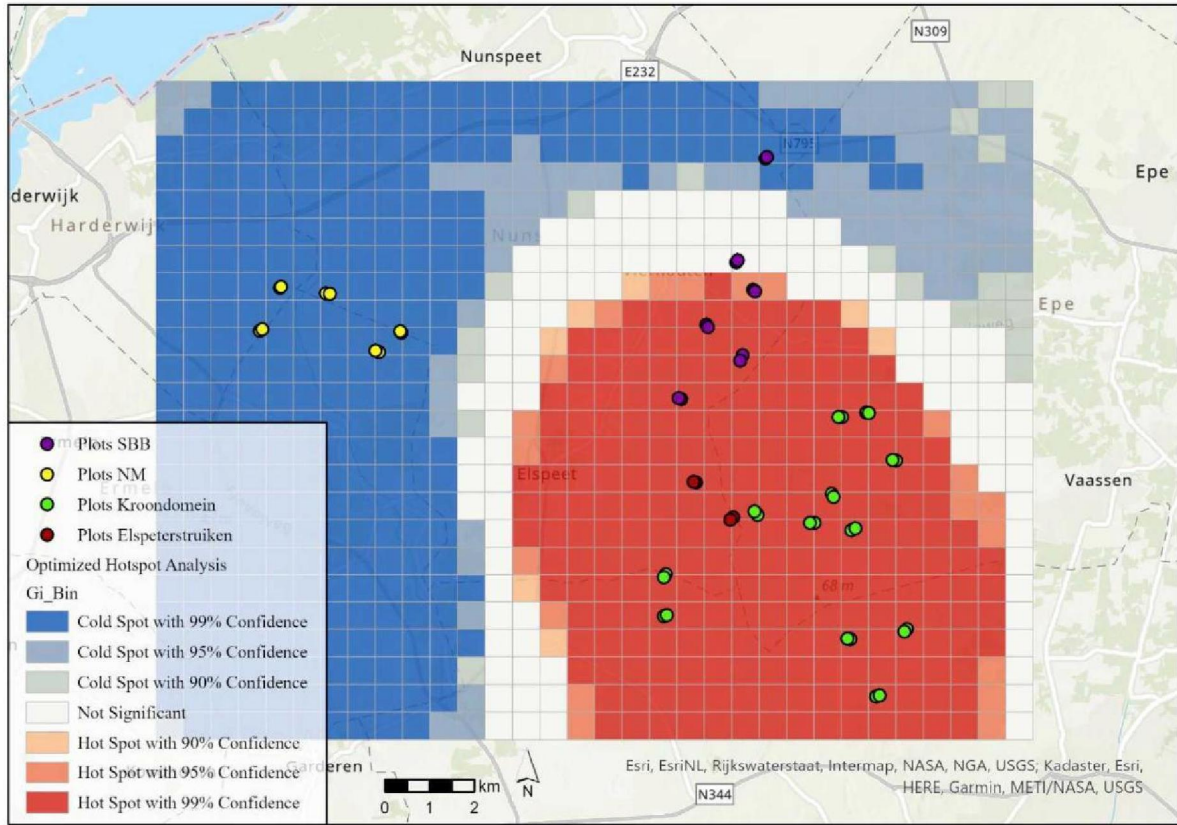 Nunspeet
N309
E232
N795
Epe
derwijk
Harderwijk
Nuns
Vierhouten
Epe
Elspeet
Vaassen
68 m
Plots SBB
Plots NM
Plots Kroondomein
Plots Elspeterstruiken
Optimized Hotspot Analysis
Gi_Bin
Cold Spot with 99% Confidence
Cold Spot with 95% Confidence
Cold Spot with 90% Confidence
Not Significant
Hot Spot with 90% Confidence
Hot Spot with 95% Confidence
Hot Spot with 99% Confidence
Garderen
0 1 2 km
N
N344
Esri, EsriNL, Rijkswaterstaat, Intermap, NASA, NGA, USGS; Kadaster, Esri,
HERE, Garmin, METI/NASA, USGS